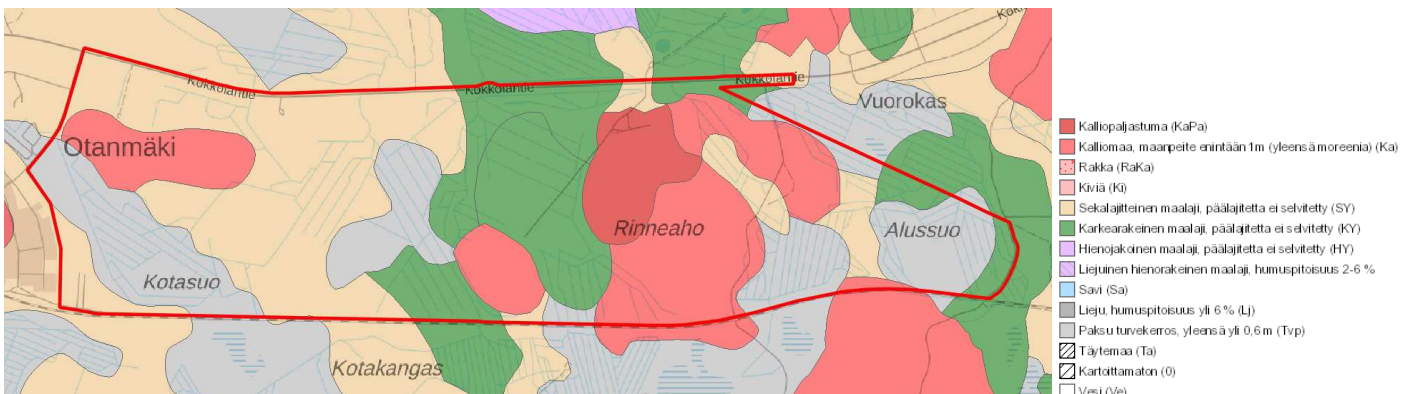 Kokkolantie
Kokkolantie
Kokkolantie
Otanmäki
Vuorokas
Rinneaho
Alussuo
Kotasuo
Kotakangas
Kalliopaljastuma (KaPa)
Kalliomaa, maanpeite enintään 1m (yleensä moreenia) (Ka)
Rakka (RaKa)
Kiviä (Ki)
Sekalajitteinen maalaji, päälajitetta ei selvitetty (SY)
Karkearakeinen maalaji, päälajitetta ei selvitetty (KY)
Hienojakoinen maalaji, päälajitetta ei selvitetty (HY)
Liejuinen hienorakeinen maalaji, humuspitoisuus 2-6 %
Savi (Sa)
Lieju, humuspitoisuus yli 6 % (Lj)
Paksu turvekerros, yleensä yli 0,6 m (Tvp)
Täytemaa (Ta)
Kartoittamaton (0)
Vesi (Ve)